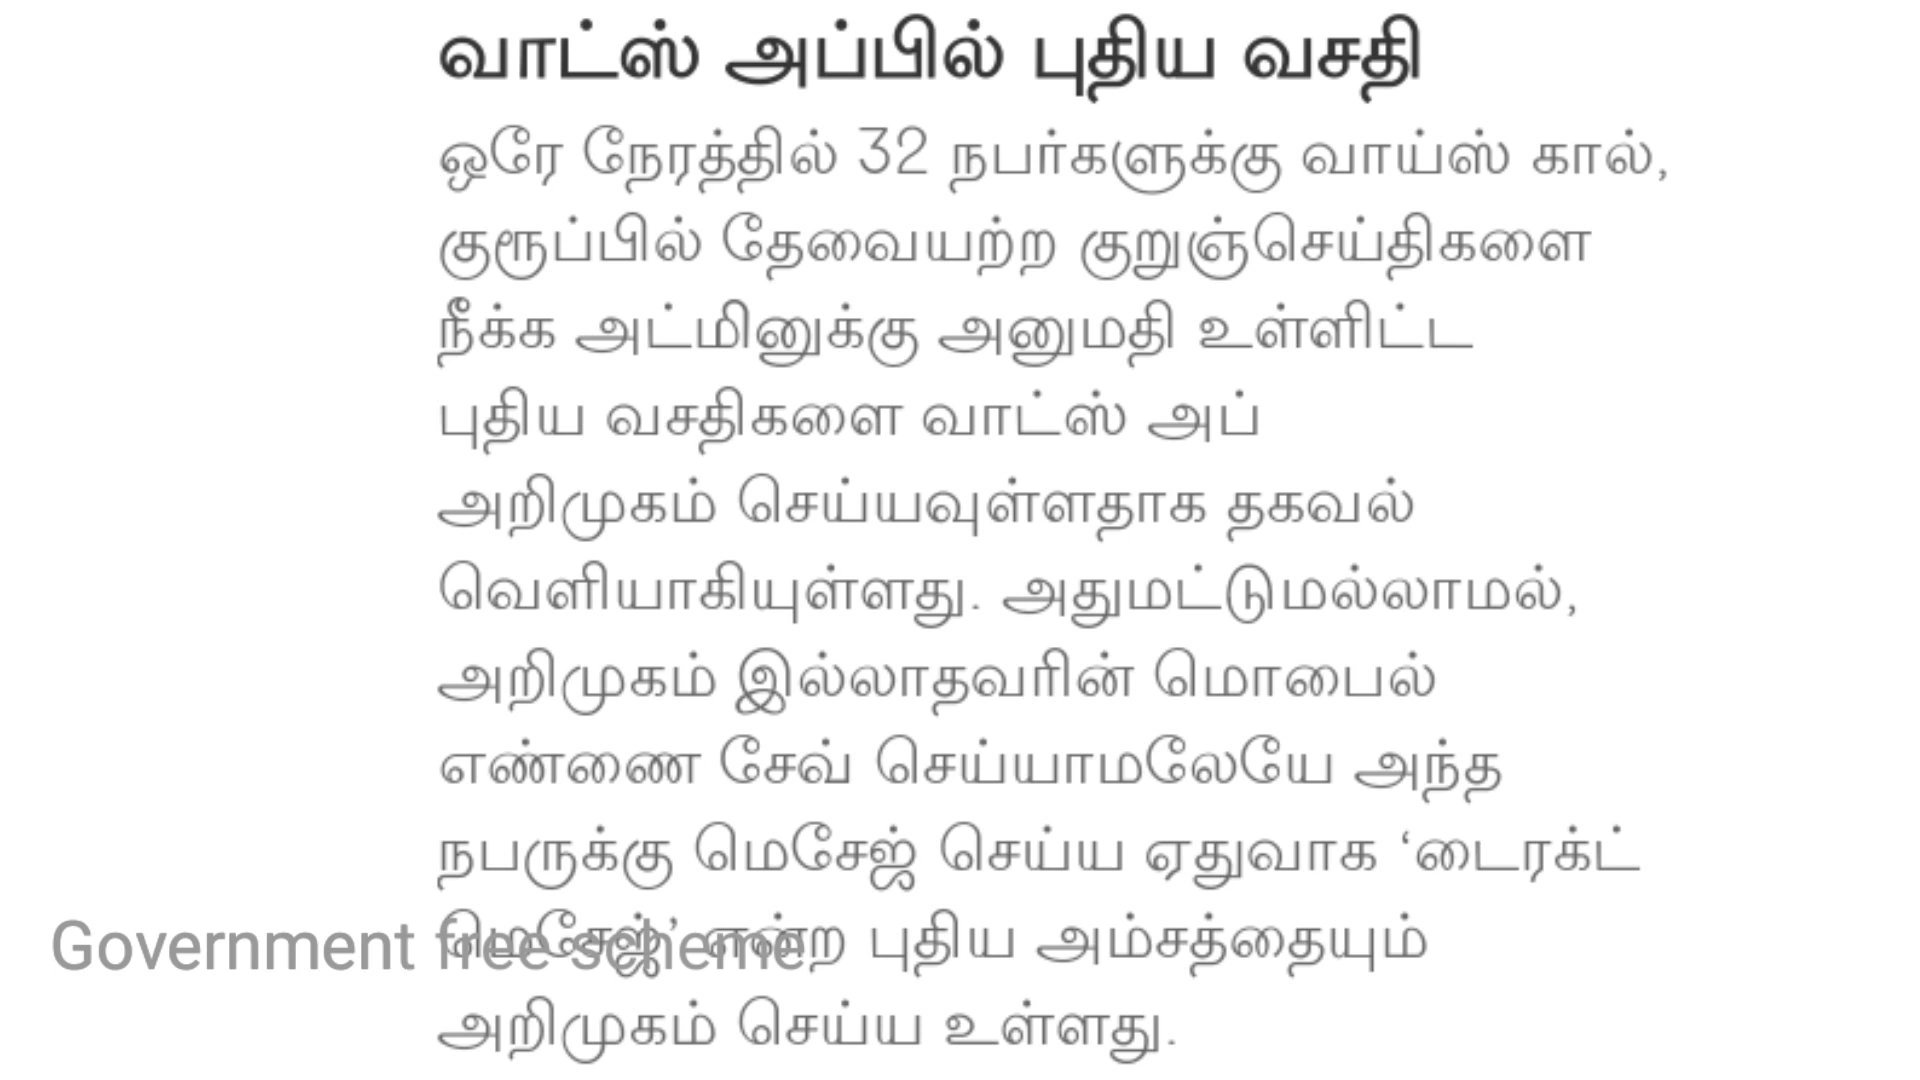 வாட்ஸ் அப்பில் புதிய வசதி
ஒரே நேரத்தில் 32 நபர்களுக்கு வாய்ஸ் கால்,
குரூப்பில் தேவையற்ற குறுஞ்செய்திகளை
நீக்க அட்மினுக்கு அனுமதி உள்ளிட்ட
புதிய வசதிகளை வாட்ஸ் அப்
அறிமுகம் செய்யவுள்ளதாக தகவல்
வெளியாகியுள்ளது. அதுமட்டுமல்லாமல்,
அறிமுகம் இல்லாதவரின் மொபைல்
எண்ணை சேவ் செய்யாமலேயே அந்த
நபருக்கு மெசேஜ் செய்ய ஏதுவாக ‘டைரக்ட்
மெசேஜ்’ என்ற புதிய அம்சத்தையும்
Government free scheme
அறிமுகம் செய்ய உள்ளது.